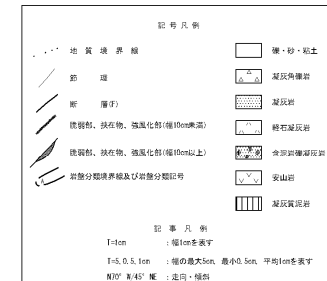 記号凡例
地質境界線
節理
断層(F)
脆弱部、挟在物、強風化部(幅10cm未満)
脆弱部、挟在物、強風化部(幅10cm以上)
岩盤分類境界線及び岩盤分類記号
礫・砂・粘土
凝灰角礫岩
凝灰岩
軽石凝灰岩
含泥岩礫凝灰岩
安山岩
凝灰質泥岩
記事凡例
T=1cm :幅1cmを表す
T=5,0.5,1cm :幅の最大5cm、最小0.5cm、平均1cmを表す
N70°W/45°NE :走向・傾斜